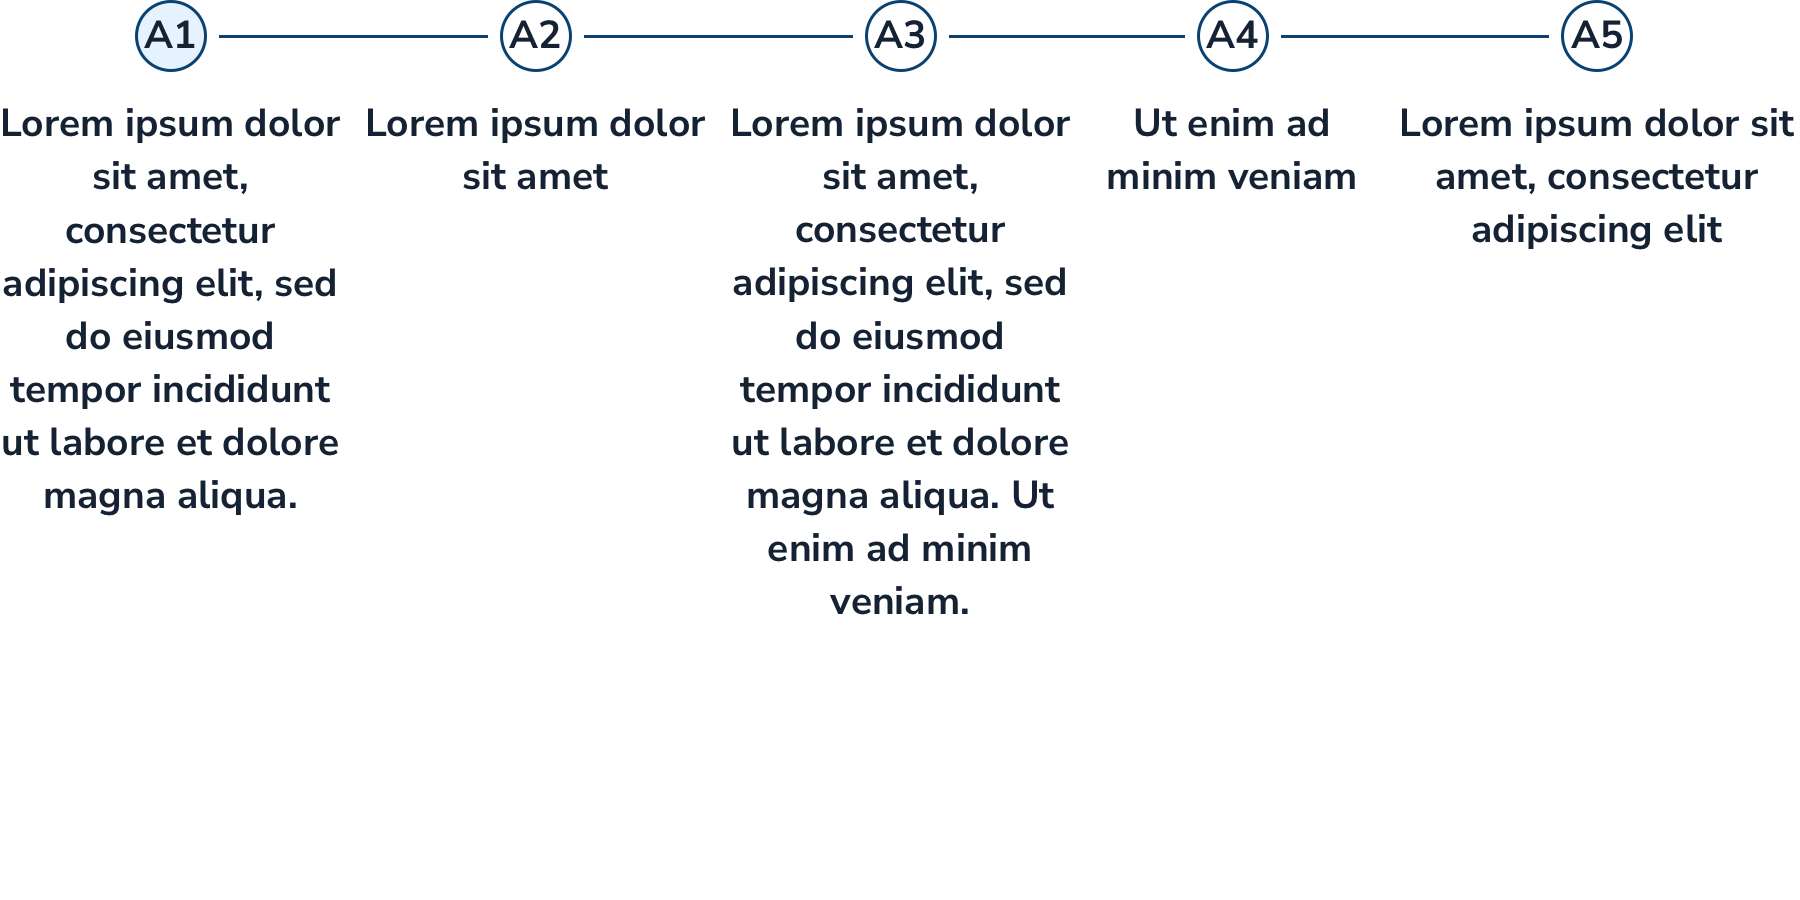 A1
Lorem ipsum dolor
sit amet,
consectetur
adipiscing elit, sed
do eiusmod
tempor incididunt
ut labore et dolore
magna aliqua.
A2
Lorem ipsum dolor
sit amet
A3
Lorem ipsum dolor
sit amet,
consectetur
adipiscing elit, sed
do eiusmod
tempor incididunt
ut labore et dolore
magna aliqua. Ut
enim ad minim
veniam.
A4
Ut enim ad
minim veniam
A5
Lorem ipsum dolor sit
amet, consectetur
adipiscing elit